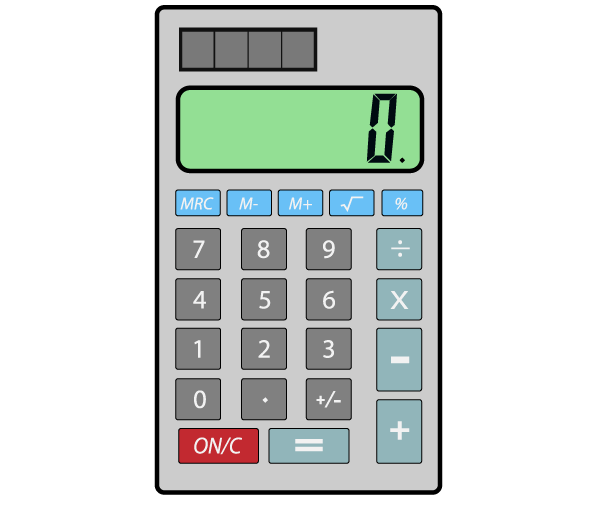 0.
MRC M- M+ √ %
7 8 9 ÷
4 5 6 X
1 2 3 -
0 . +/- +
ON/C =